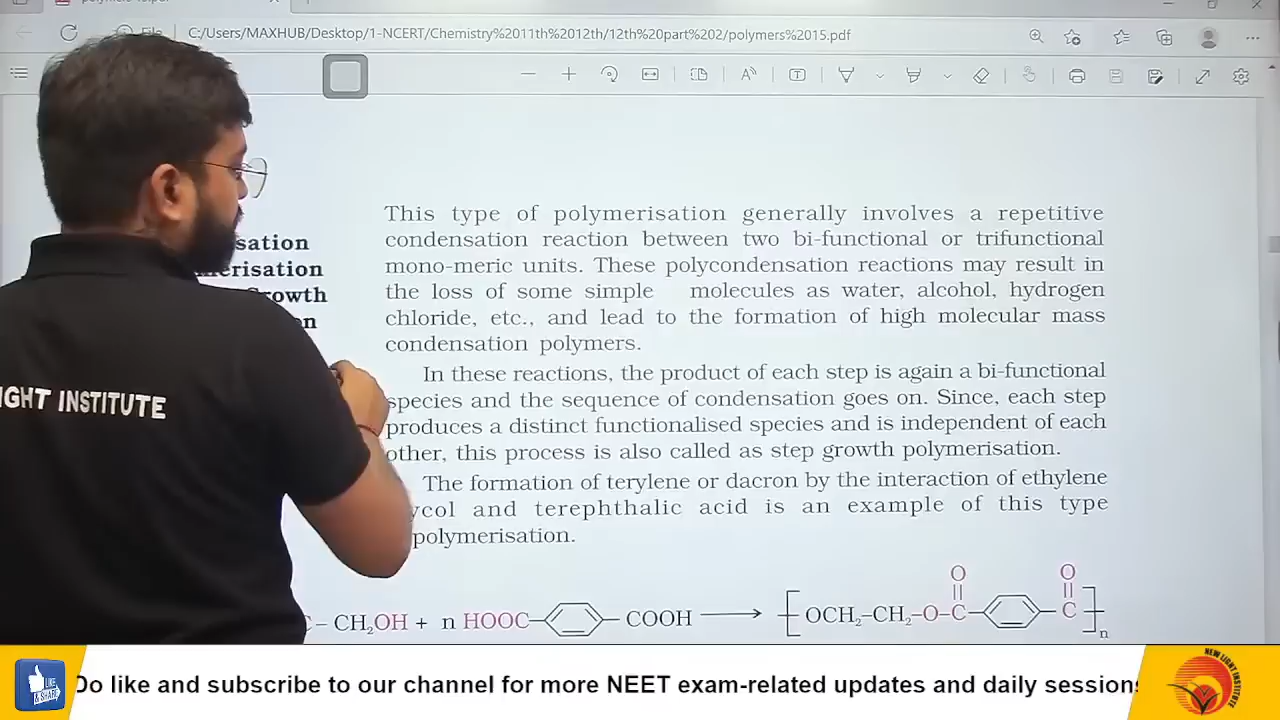 File
C:/Users/MAXHUB/Desktop/1-NCERT/Chemistry%2011th%2012th/12th%20part%202/polymers%2015.pdf
This type of polymerisation generally involves a repetitive
condensation reaction between two bi-functional or trifunctional
mono-meric units. These polycondensation reactions may result in
the loss of some simple molecules as water, alcohol, hydrogen
chloride, etc., and lead to the formation of high molecular mass
condensation polymers.
In these reactions, the product of each step is again a bi-functional
species and the sequence of condensation goes on. Since, each step
produces a distinct functionalised species and is independent of each
other, this process is also called as step growth polymerisation.
The formation of terylene or dacron by the interaction of ethylene
ycol and terephthalic acid is an example of this type
polymerisation.
sation
erisation
Growth
n
O O
– CH₂OH + n HOOC COOH → [ OCH₂–CH₂–O–C C ]n
IGHT INSTITUTE
LIKE
& SHARE
Do like and subscribe to our channel for more NEET exam-related updates and daily sessions
NEW LIGHT INSTITUTE